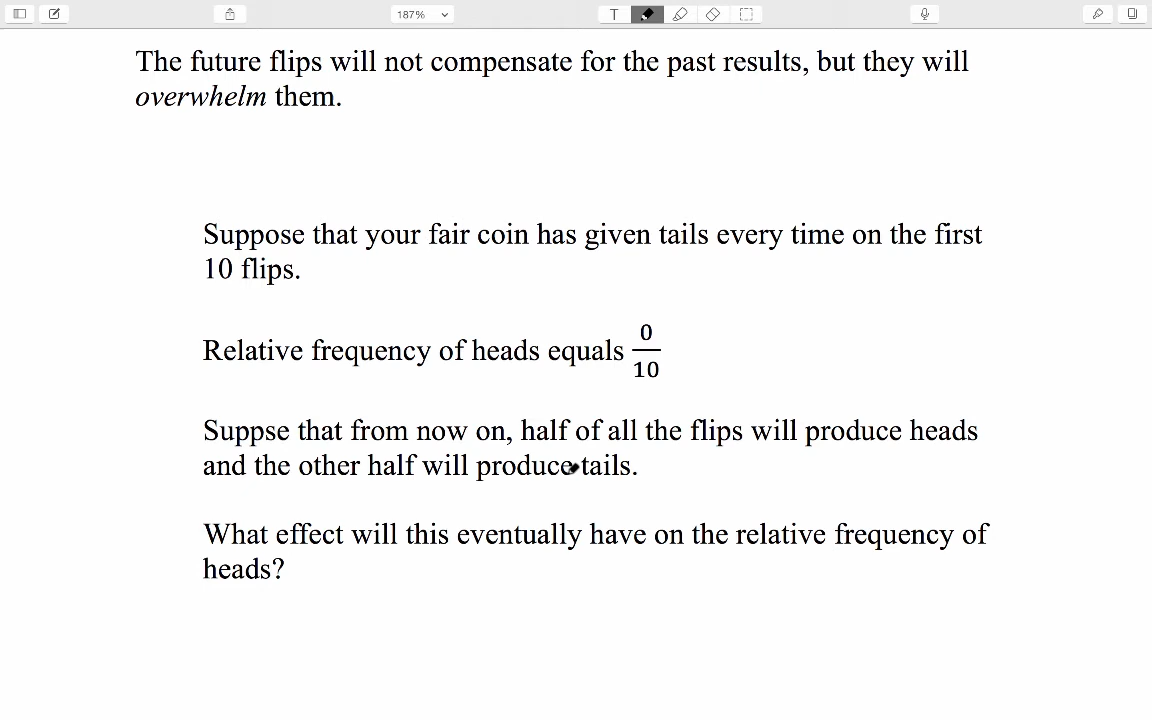 187%
T
The future flips will not compensate for the past results, but they will
overwhelm them.
Suppose that your fair coin has given tails every time on the first
10 flips.
Relative frequency of heads equals 0/10
Suppse that from now on, half of all the flips will produce heads
and the other half will produce tails.
What effect will this eventually have on the relative frequency of
heads?